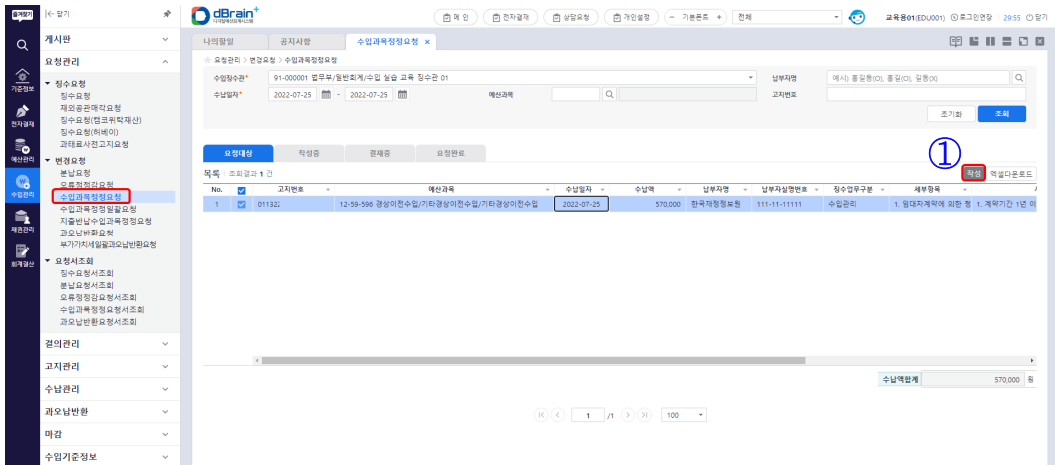 즐겨찾기
기준정보
전자결재
예산관리
수입관리
채권관리
회계결산
|← 닫기
게시판
요청관리
징수요청
징수요청
재외공관매각요청
징수요청(캠코위탁재산)
징수요청(허베이)
과태료사전고지요청
변경요청
분납요청
오류정정감요청
수입과목정정요청
수입과목정정일괄요청
지출반납수입과목정정요청
과오납반환요청
부가가치세일괄과오납반환요청
요청서조회
징수요청서조회
분납요청서조회
오류정정감요청서조회
수입과목정정요청서조회
과오납반환요청서조회
결의관리
고지관리
수납관리
과오납반환
마감
수입기준정보
dBrain+
디지털예산회계시스템
메 인 전자결재 상담요청 개인설정 − 기본폰트 + 전체
교육용01(EDU001) 로그인연장 29:55 닫기
나의할일 공지사항 수입과목정정요청 ×
요청관리 > 변경요청 > 수입과목정정요청
수입징수관* 91-000001 법무부/일반회계/수입 실습 교육 징수관 01 납부자명 예시) 홍길동(O), 홍길(O), 길동(X)
수납일자* 2022-07-25 - 2022-07-25 예산과목 고지번호
초기화 조회
요청대상 작성중 결재중 요청완료
①
목록 조회결과 1 건 작성 엑셀다운로드
No. 고지번호 예산과목 수납일자 수납액 납부자명 납부자실명번호 징수업무구분 세부항목
1 011322 12-59-596 경상이전수입/기타경상이전수입/기타경상이전수입 2022-07-25 570,000 한국재정정보원 111-11-11111 수입관리 1. 임대차계약에 의한 청 1. 계약기간 1년 이
수납액합계 570,000 원
1 /1 100